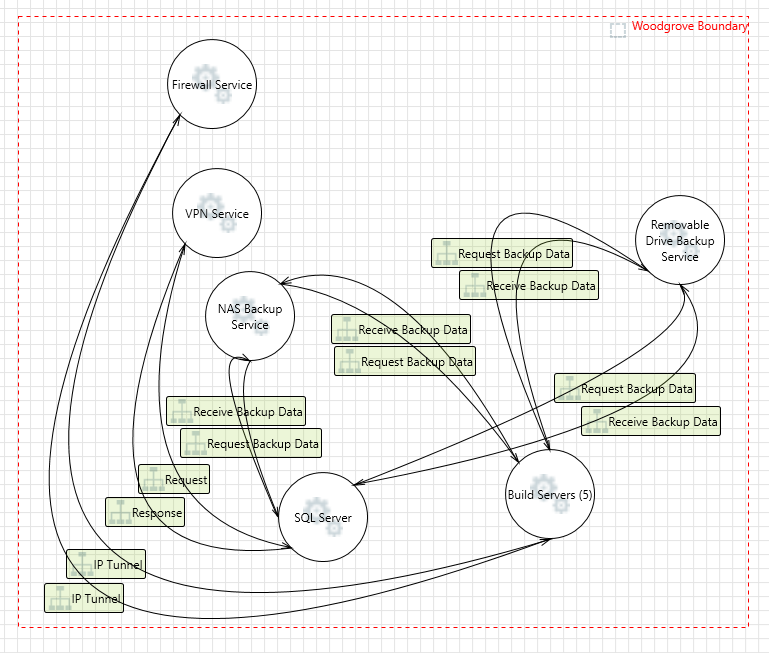 Woodgrove Boundary
Firewall Service
VPN Service
Removable
Drive Backup
Service
Request Backup Data
Receive Backup Data
NAS Backup
Service
Receive Backup Data
Request Backup Data
Request Backup Data
Receive Backup Data
Receive Backup Data
Request Backup Data
Request
Response
SQL Server
Build Servers (5)
IP Tunnel
IP Tunnel